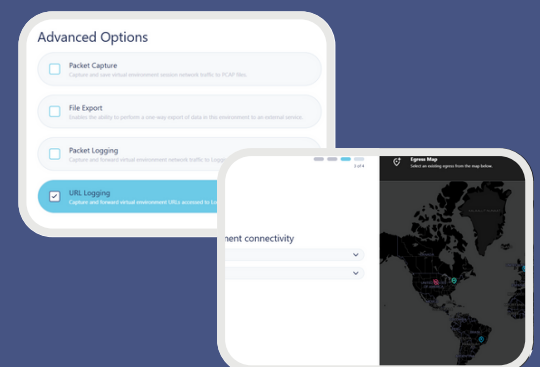 Advanced Options
Packet Capture
Capture and save virtual environment session network traffic to PCAP files.
File Export
Enables the ability to perform a one-way export of data in this environment to an external service.
Packet Logging
Capture and forward virtual environment network traffic to
URL Logging
Capture and forward virtual environment URLs accessed to
3 of 4
ment connectivity
Egress Map
Select an existing egress from the map below.